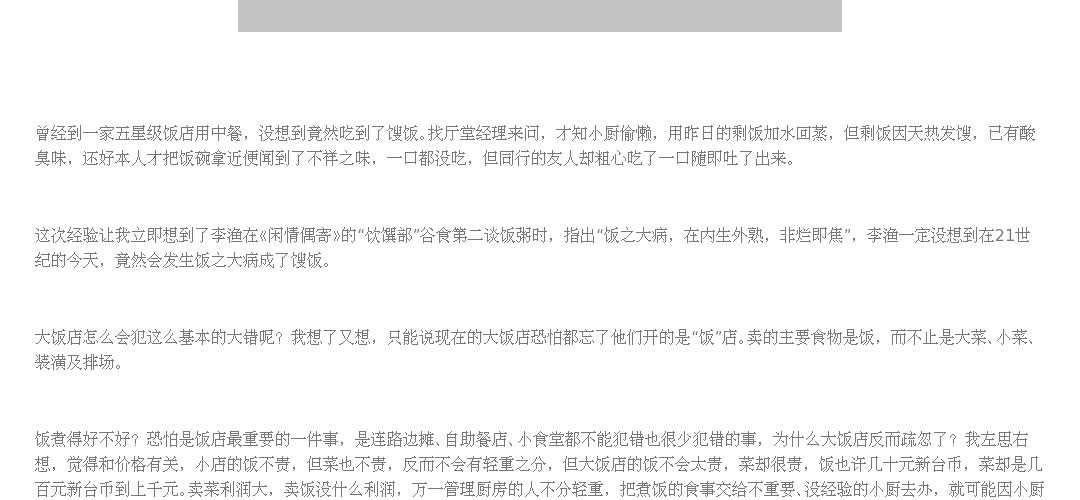 曾经到一家五星级饭店用中餐，没想到竟然吃到了馊饭。找厅堂经理来问，才知小厨偷懒，用昨日的剩饭加水回蒸，但剩饭因天热发馊，已有酸
臭味，还好本人才把饭碗拿近便闻到了不祥之味，一口都没吃，但同行的友人却粗心吃了一口随即吐了出来。
这次经验让我立即想到了李渔在《闲情偶寄》的“饮馔部”谷食第二谈饭粥时，指出“饭之大病，在内生外熟，非烂即焦”，李渔一定没想到在21世
纪的今天，竟然会发生饭之大病成了馊饭。
大饭店怎么会犯这么基本的大错呢？我想了又想，只能说现在的大饭店恐怕都忘了他们开的是“饭”店。卖的主要食物是饭，而不止是大菜、小菜、
装潢及排场。
饭煮得好不好？恐怕是饭店最重要的一件事，是连路边摊、自助餐店、小食堂都不能犯错也很少犯错的事，为什么大饭店反而疏忽了？我左思右
想，觉得和价格有关，小店的饭不贵，但菜也不贵，反而不会有轻重之分，但大饭店的饭不会太贵，菜却很贵，饭也许几十元新台币，菜却是几
百元新台币到上千元。卖菜利润大，卖饭没什么利润，万一管理厨房的人不分轻重，把煮饭的食事交给不重要、没经验的小厨去办，就可能因小厨